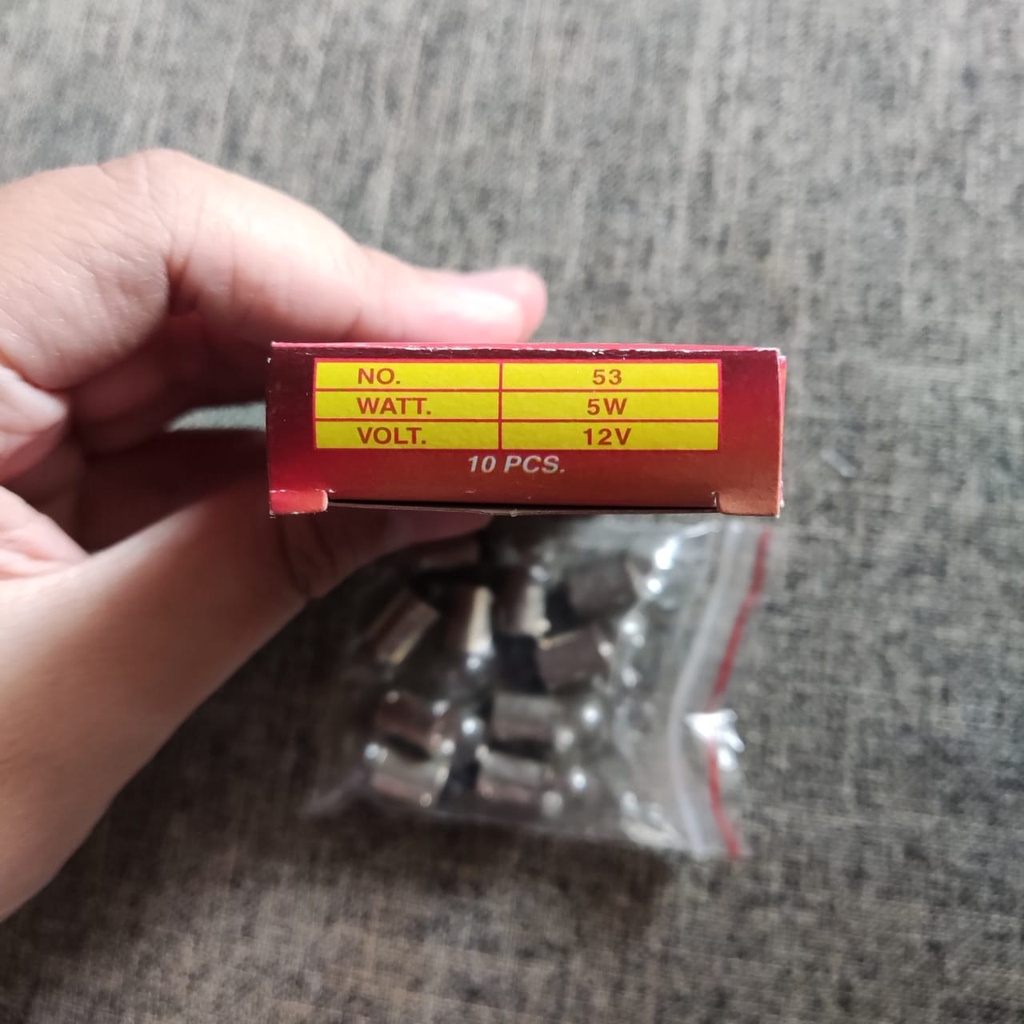 NO. 53
WATT. 5W
VOLT. 12V
10 PCS.